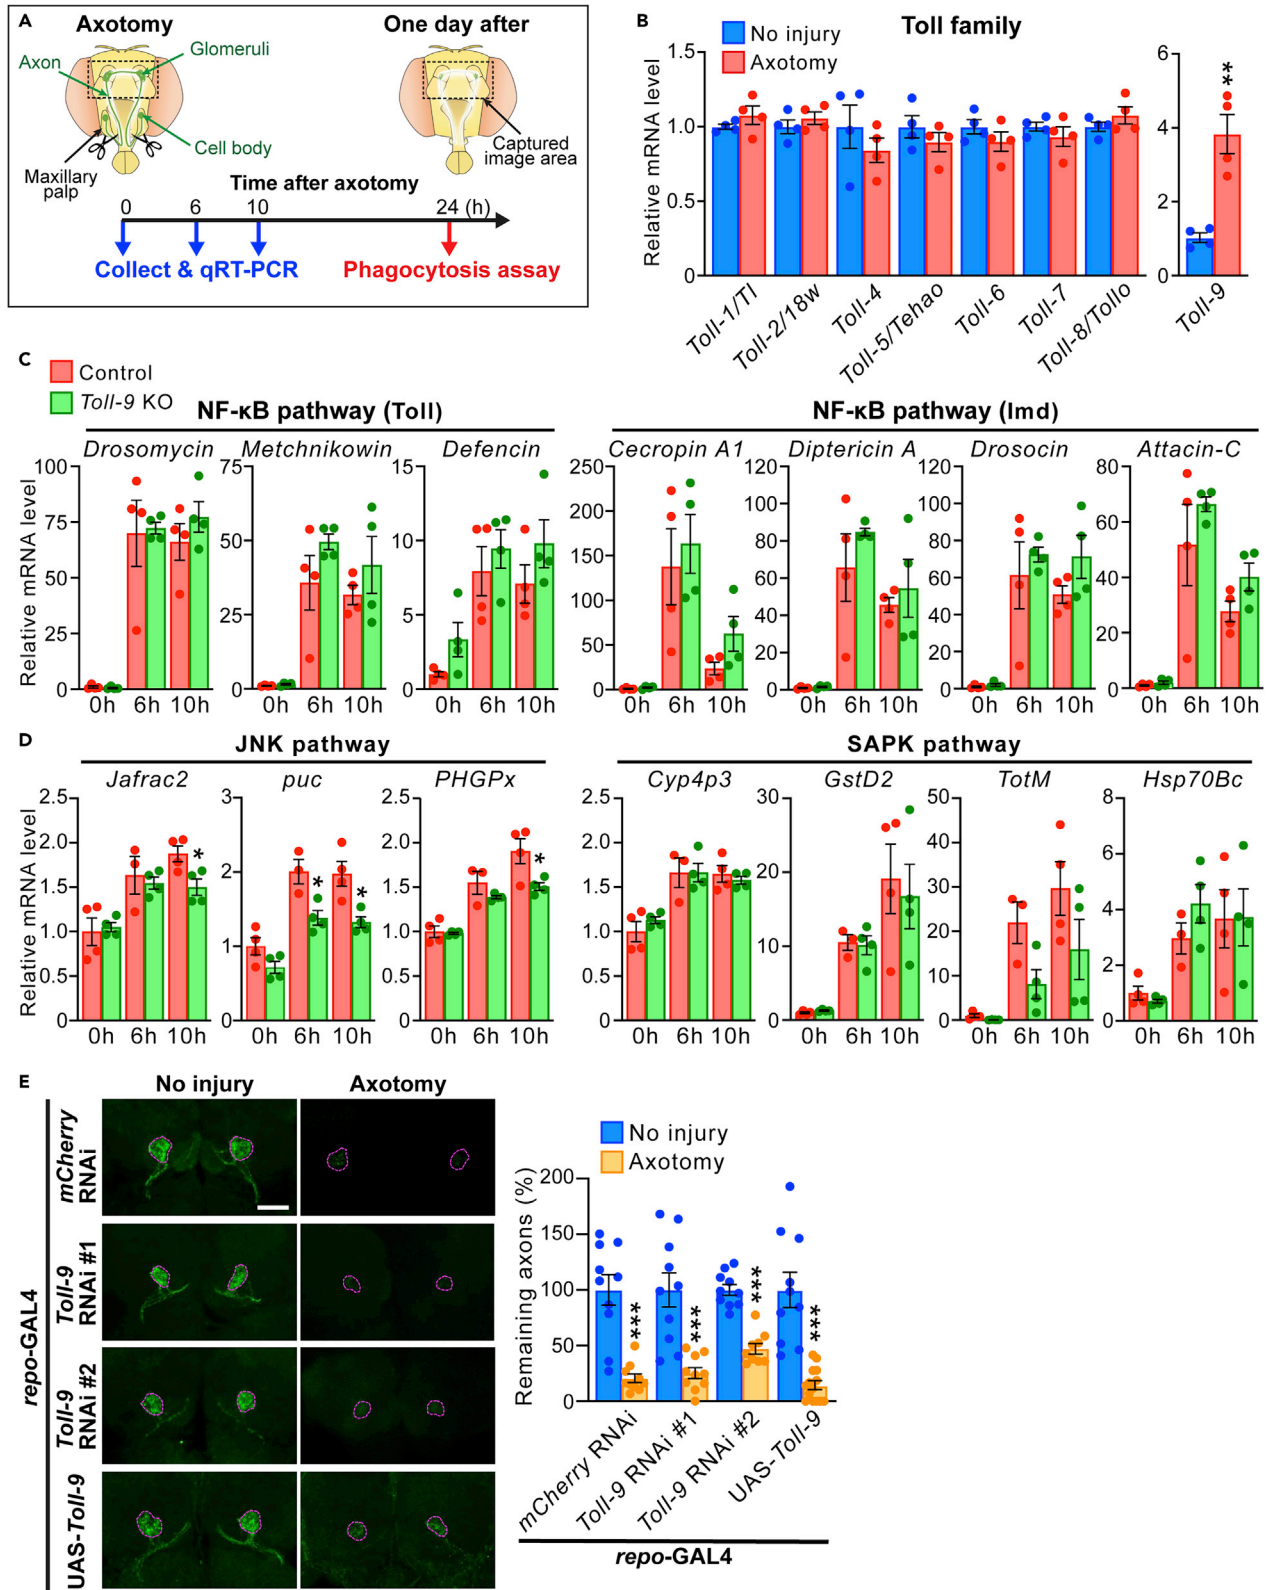 A
Axotomy
One day after
Axon
Glomeruli
Cell body
Maxillary
palp
Captured
image area
Time after axotomy
0 6 10 24 (h)
Collect & qRT-PCR
Phagocytosis assay
B
Toll family
No injury
Axotomy
Relative mRNA level
1.5
1.0
0.5
0
6
4
2
0
**
Toll-1/Tl
Toll-2/18w
Toll-4
Toll-5/Tehao
Toll-6
Toll-7
Toll-8/Tollo
Toll-9
C
Control
Toll-9 KO
NF-κB pathway (Toll)
NF-κB pathway (Imd)
Drosomycin Metchnikowin Defencin Cecropin A1 Diptericin A Drosocin Attacin-C
Relative mRNA level
100
75
50
25
0
75
50
25
0
15
10
5
0
250
200
150
100
50
0
120
100
80
60
40
20
0
120
100
80
60
40
20
0
80
60
40
20
0
0h 6h 10h 0h 6h 10h 0h 6h 10h 0h 6h 10h 0h 6h 10h 0h 6h 10h 0h 6h 10h
D
JNK pathway
SAPK pathway
Jafrac2 puc PHGPx Cyp4p3 GstD2 TotM Hsp70Bc
Relative mRNA level
2.5
2.0
1.5
1.0
0.5
0
*
3
2
1
0
*
*
2.5
2.0
1.5
1.0
0.5
0
*
2.5
2.0
1.5
1.0
0.5
0
30
20
10
0
50
40
30
20
10
0
8
6
4
2
0
0h 6h 10h 0h 6h 10h 0h 6h 10h 0h 6h 10h 0h 6h 10h 0h 6h 10h 0h 6h 10h
E
No injury
Axotomy
repo-GAL4
mCherry
RNAi
Toll-9
RNAi #1
Toll-9
RNAi #2
UAS-Toll-9
No injury
Axotomy
Remaining axons (%)
200
150
100
50
0
***
***
***
***
mCherry RNAi
Toll-9 RNAi #1
Toll-9 RNAi #2
UAS-Toll-9
repo-GAL4